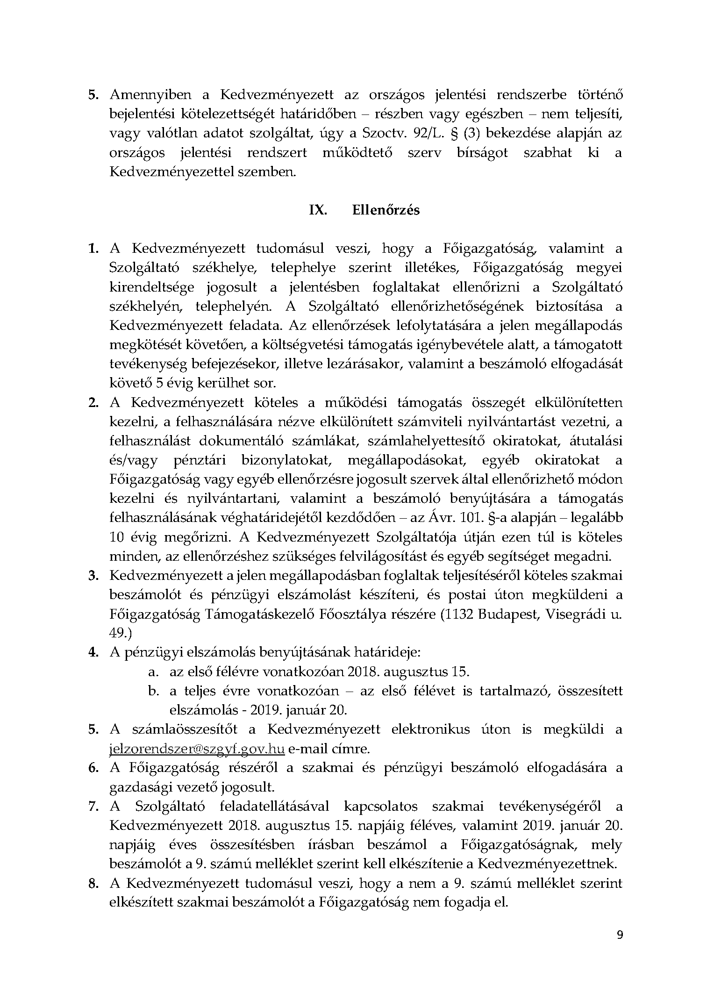 5. Amennyiben a Kedvezményezett az országos jelentési rendszerbe történő
bejelentési kötelezettségét határidőben – részben vagy egészben – nem teljesíti,
vagy valótlan adatot szolgáltat, úgy a Szoctv. 92/L. § (3) bekezdése alapján az
országos jelentési rendszert működtető szerv bírságot szabhat ki a
Kedvezményezettel szemben.
IX. Ellenőrzés
1. A Kedvezményezett tudomásul veszi, hogy a Főigazgatóság, valamint a
Szolgáltató székhelye, telephelye szerint illetékes, Főigazgatóság megyei
kirendeltsége jogosult a jelentésben foglaltakat ellenőrizni a Szolgáltató
székhelyén, telephelyén. A Szolgáltató ellenőrizhetőségének biztosítása a
Kedvezményezett feladata. Az ellenőrzések lefolytatására a jelen megállapodás
megkötését követően, a költségvetési támogatás igénybevétele alatt, a támogatott
tevékenység befejezésekor, illetve lezárásakor, valamint a beszámoló elfogadását
követő 5 évig kerülhet sor.
2. A Kedvezményezett köteles a működési támogatás összegét elkülönítetten
kezelni, a felhasználására nézve elkülönített számviteli nyilvántartást vezetni, a
felhasználást dokumentáló számlákat, számlahelyettesítő okiratokat, átutalási
és/vagy pénztári bizonylatokat, megállapodásokat, egyéb okiratokat a
Főigazgatóság vagy egyéb ellenőrzésre jogosult szervek által ellenőrizhető módon
kezelni és nyilvántartani, valamint a beszámoló benyújtására a támogatás
felhasználásának véghatáridejétől kezdődően – az Ávr. 101. §-a alapján – legalább
10 évig megőrizni. A Kedvezményezett Szolgáltatója útján ezen túl is köteles
minden, az ellenőrzéshez szükséges felvilágosítást és egyéb segítséget megadni.
3. Kedvezményezett a jelen megállapodásban foglaltak teljesítéséről köteles szakmai
beszámolót és pénzügyi elszámolást készíteni, és postai úton megküldeni a
Főigazgatóság Támogatáskezelő Főosztálya részére (1132 Budapest, Visegrádi u.
49.)
4. A pénzügyi elszámolás benyújtásának határideje:
a. az első félévre vonatkozóan 2018. augusztus 15.
b. a teljes évre vonatkozóan – az első félévet is tartalmazó, összesített
elszámolás - 2019. január 20.
5. A számlaösszesítőt a Kedvezményezett elektronikus úton is megküldi a
jelzorendszer@szgyf.gov.hu e-mail címre.
6. A Főigazgatóság részéről a szakmai és pénzügyi beszámoló elfogadására a
gazdasági vezető jogosult.
7. A Szolgáltató feladatellátásával kapcsolatos szakmai tevékenységéről a
Kedvezményezett 2018. augusztus 15. napjáig féléves, valamint 2019. január 20.
napjáig éves összesítésben írásban beszámol a Főigazgatóságnak, mely
beszámolót a 9. számú melléklet szerint kell elkészítenie a Kedvezményezettnek.
8. A Kedvezményezett tudomásul veszi, hogy a nem a 9. számú melléklet szerint
elkészített szakmai beszámolót a Főigazgatóság nem fogadja el.
9